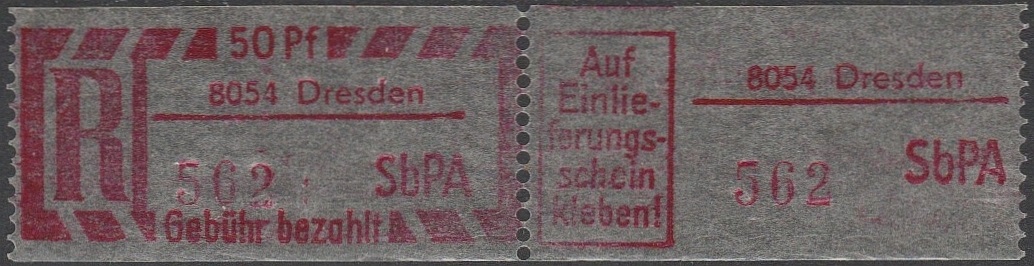 50 Pf
R
8054 Dresden
562
SbPA
Gebühr bezahlt
Auf
Einlie-
ferungs-
schein
kleben!
8054 Dresden
562
SbPA